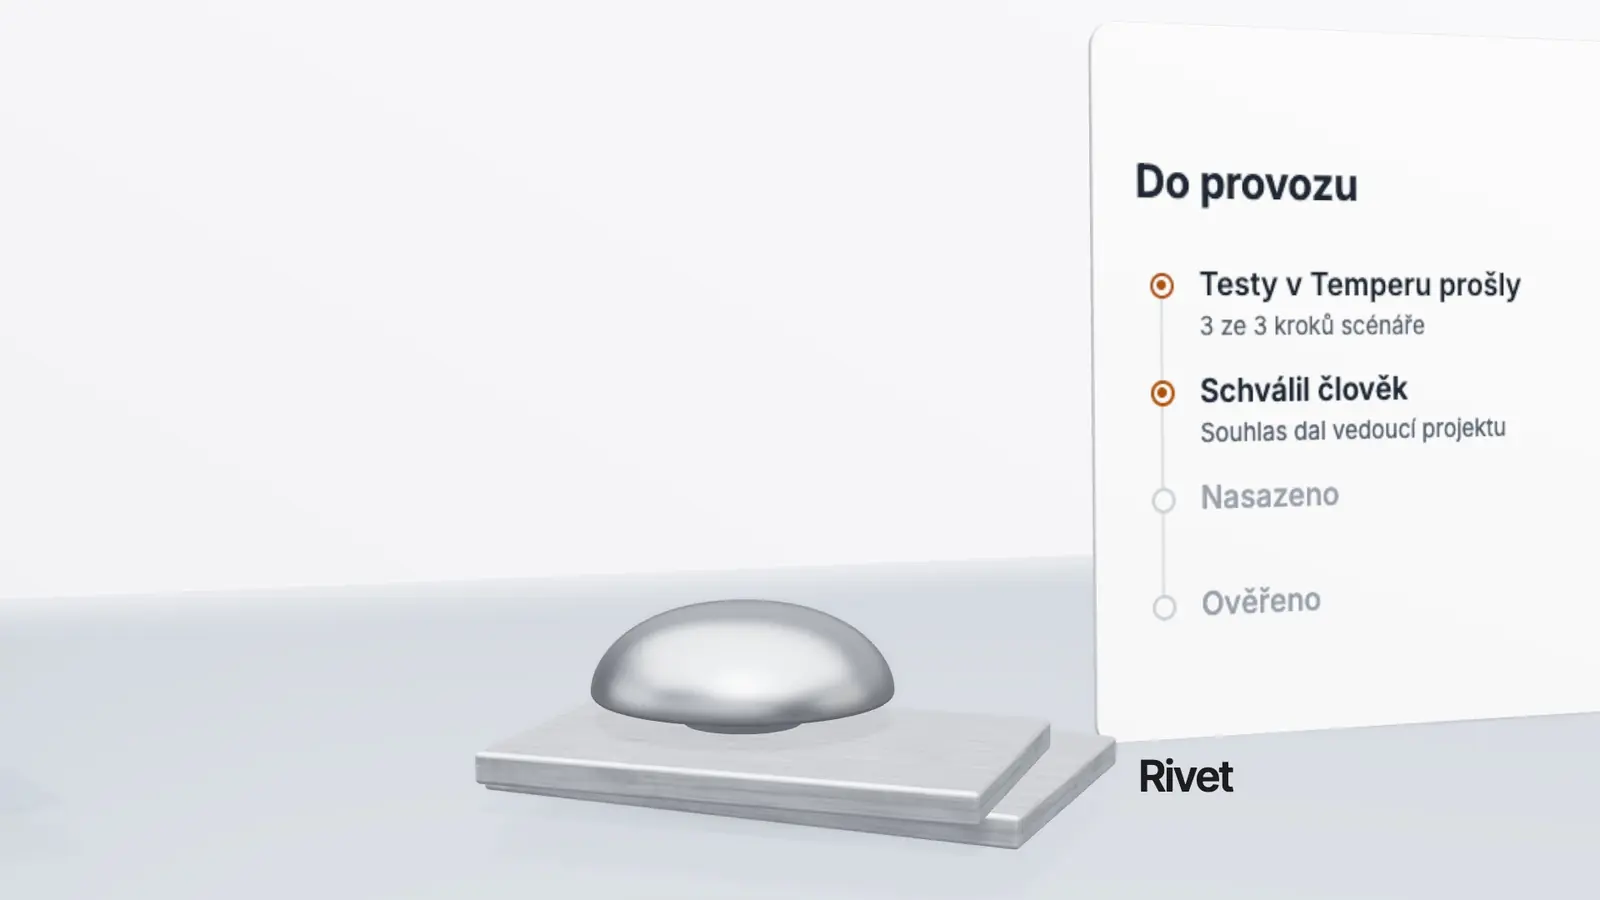 Do provozu
Testy v Temperu prošly
3 ze 3 kroků scénáře
Schválil člověk
Souhlas dal vedoucí projektu
Nasazeno
Ověřeno
Rivet